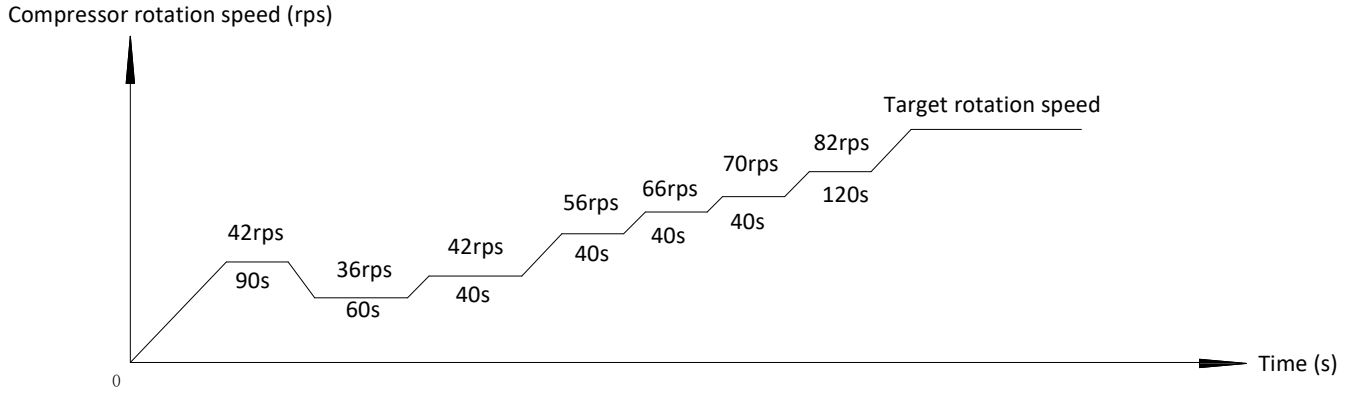 Compressor rotation speed (rps)
Target rotation speed
82rps
70rps
120s
66rps
56rps
40s
40s
42rps
42rps
40s
36rps
90s
40s
60s
Time (s)
0